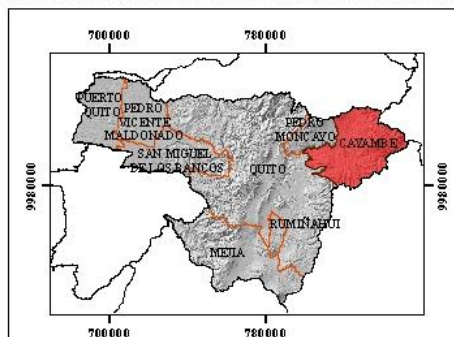 700000 780000
PUERTO
QUITO
PEDRO
VICENTE
MALDONADO
PEDRO
MONCAYO
CAYAMBE
SAN MIGUEL
DE LOS BANCOS
QUITO
9980000
9980000
RUMIÑAHUI
MEJIA
700000 780000